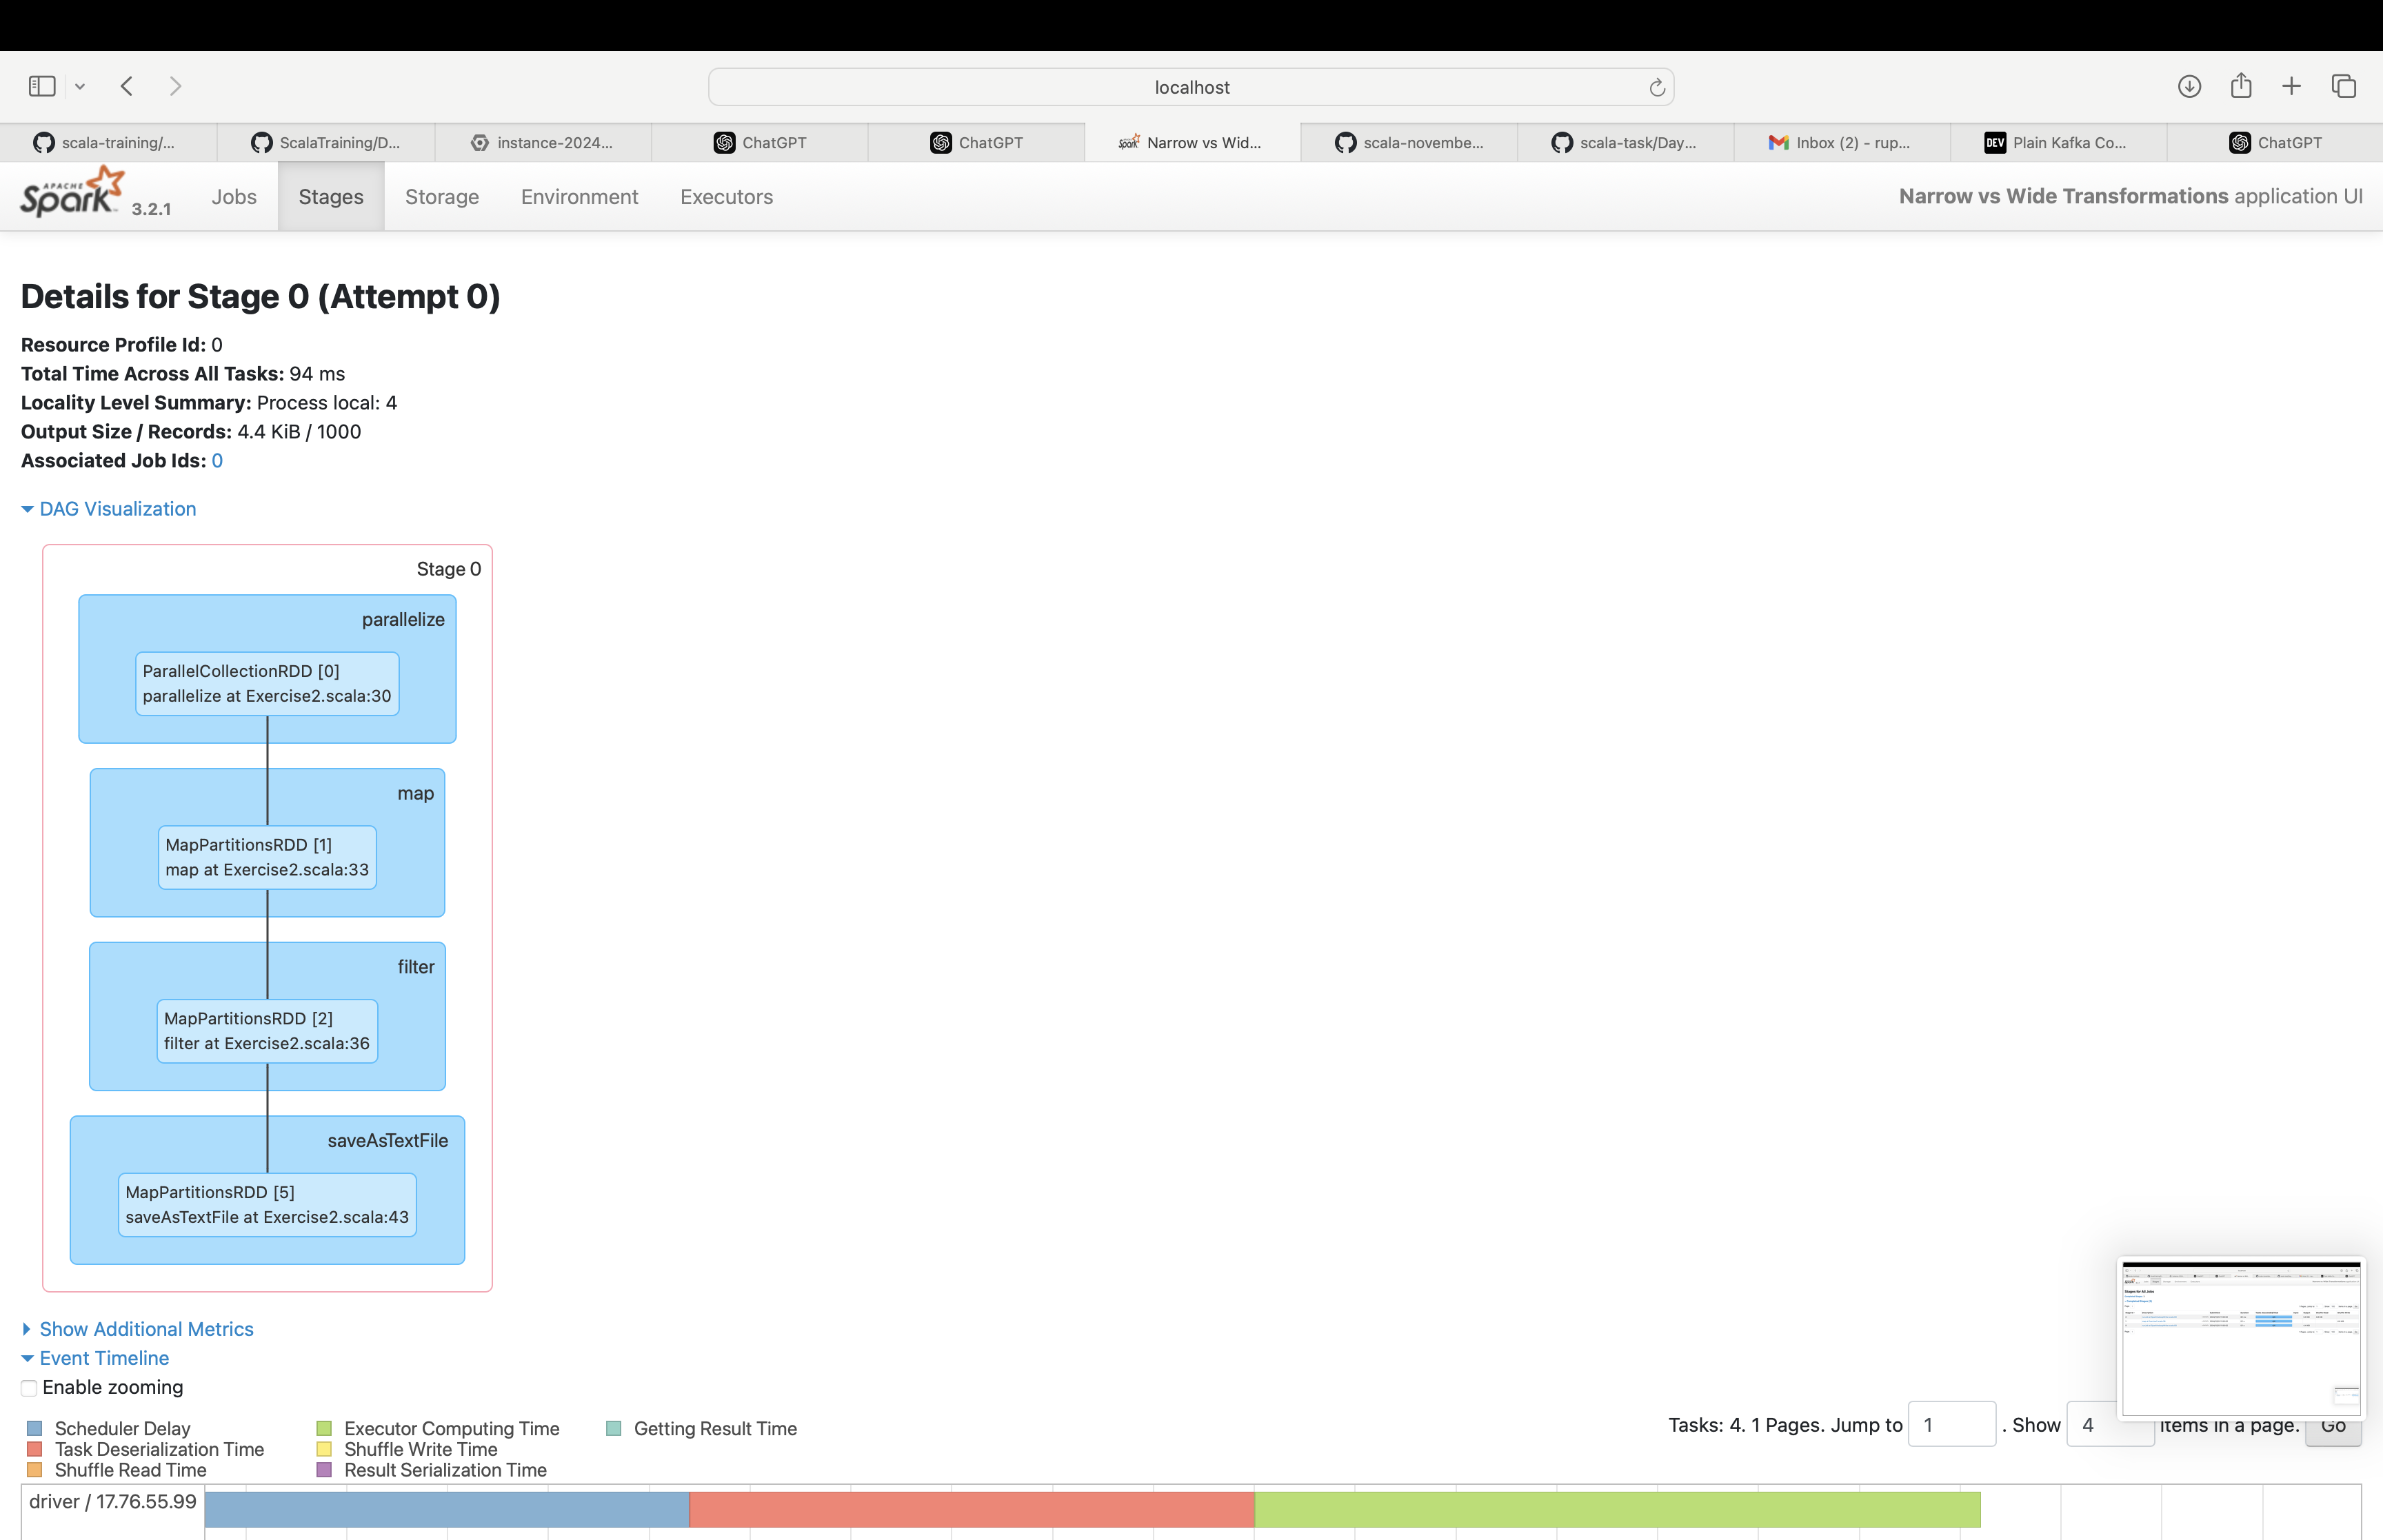 localhost
scala-training/...
ScalaTraining/D...
instance-2024...
ChatGPT
ChatGPT
Spark Narrow vs Wid...
scala-novembe...
scala-task/Day...
Inbox (2) - rup...
DEV Plain Kafka Co...
ChatGPT
APACHE Spark 3.2.1 Jobs Stages Storage Environment Executors Narrow vs Wide Transformations application UI
Details for Stage 0 (Attempt 0)
Resource Profile Id: 0
Total Time Across All Tasks: 94 ms
Locality Level Summary: Process local: 4
Output Size / Records: 4.4 KiB / 1000
Associated Job Ids: 0
DAG Visualization
Stage 0
parallelize
ParallelCollectionRDD [0]
parallelize at Exercise2.scala:30
map
MapPartitionsRDD [1]
map at Exercise2.scala:33
filter
MapPartitionsRDD [2]
filter at Exercise2.scala:36
saveAsTextFile
MapPartitionsRDD [5]
saveAsTextFile at Exercise2.scala:43
Show Additional Metrics
Event Timeline
Enable zooming
Scheduler Delay
Task Deserialization Time
Shuffle Read Time
Executor Computing Time
Shuffle Write Time
Result Serialization Time
Getting Result Time
Tasks: 4. 1 Pages. Jump to 1 . Show 4 items in a page. Go
driver / 17.76.55.99